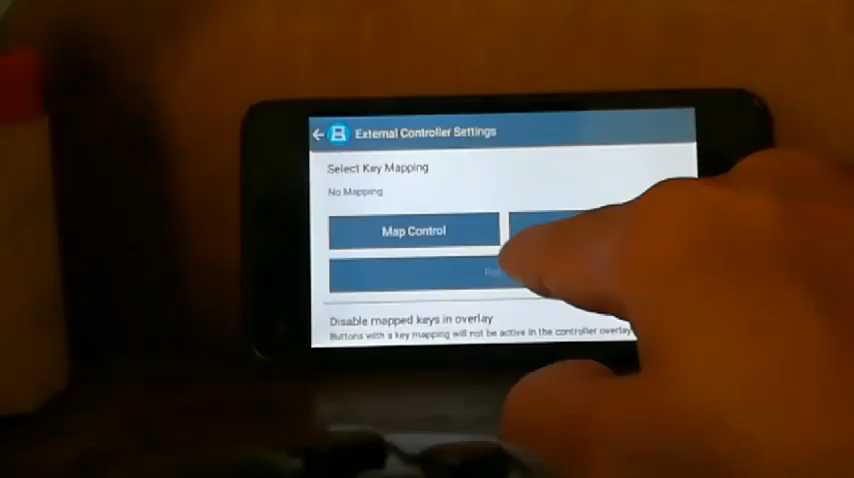 External Controller Settings
Select Key Mapping
No Mapping
Map Control
Disable mapped keys in overlay
Buttons with a key mapping will not be active in the controller overlay